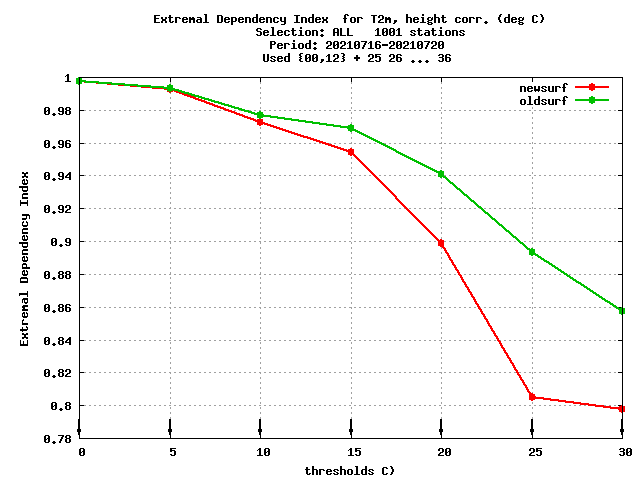 Extremal Dependency Index  for T2m, height corr. (deg C)
Selection: ALL   1001 stations
Period: 20210716-20210720
Used {00,12} + 25 26 ... 36
newsurf
oldsurf
Extremal Dependency Index
1
0.98
0.96
0.94
0.92
0.9
0.88
0.86
0.84
0.82
0.8
0.78
0 5 10 15 20 25 30
thresholds C)